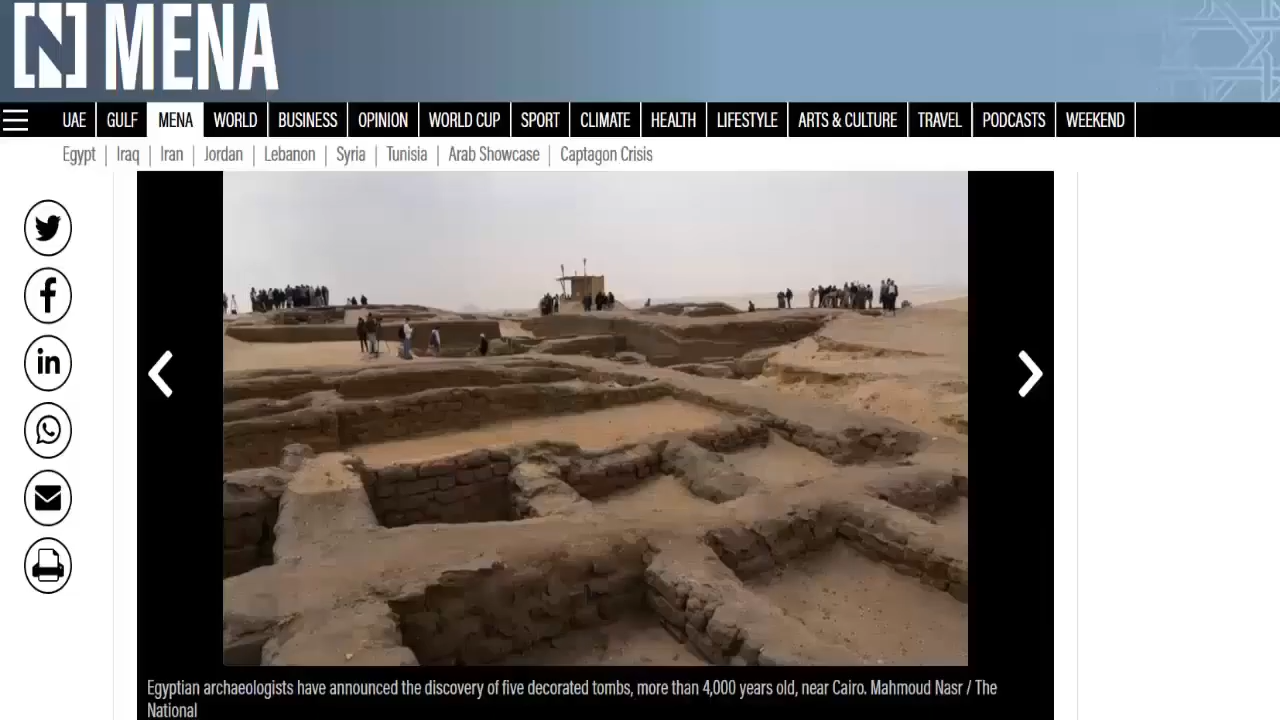 MENA
UAE GULF MENA WORLD BUSINESS OPINION WORLD CUP SPORT CLIMATE HEALTH LIFESTYLE ARTS & CULTURE TRAVEL PODCASTS WEEKEND
Egypt | Iraq | Iran | Jordan | Lebanon | Syria | Tunisia | Arab Showcase | Captagon Crisis
in
Egyptian archaeologists have announced the discovery of five decorated tombs, more than 4,000 years old, near Cairo. Mahmoud Nasr / The
National